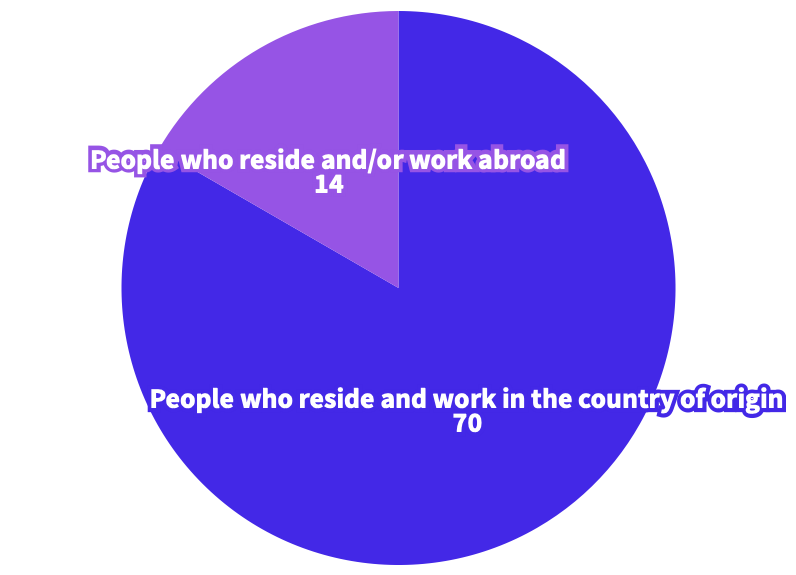 People who reside and/or work abroad
14
People who reside and work in the country of origin
70